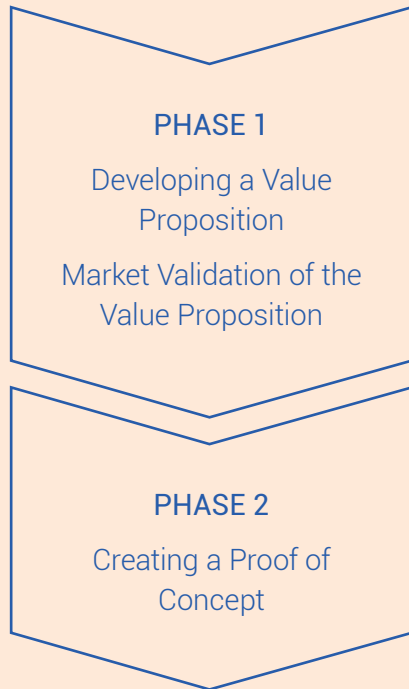 PHASE 1
Developing a Value
Proposition
Market Validation of the
Value Proposition
PHASE 2
Creating a Proof of
Concept